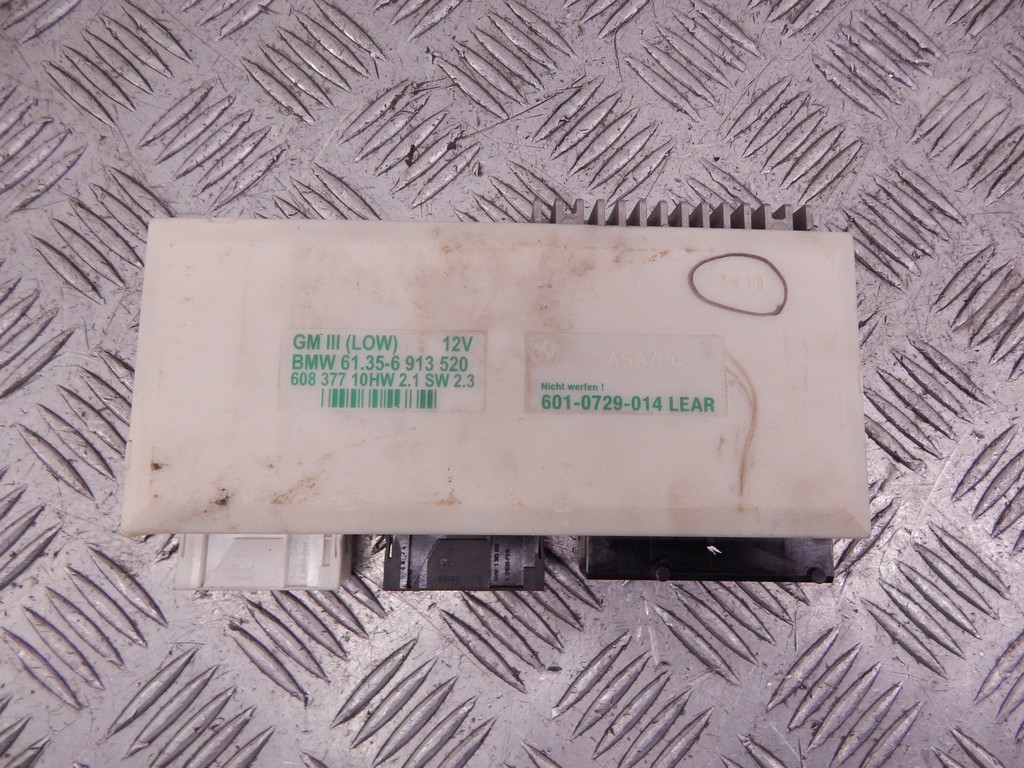 GM III (LOW) 12V
BMW 61.35-6 913 520
608 377 10HW 2.1 SW 2.3
Nicht werfen !
601-0729-014 LEAR